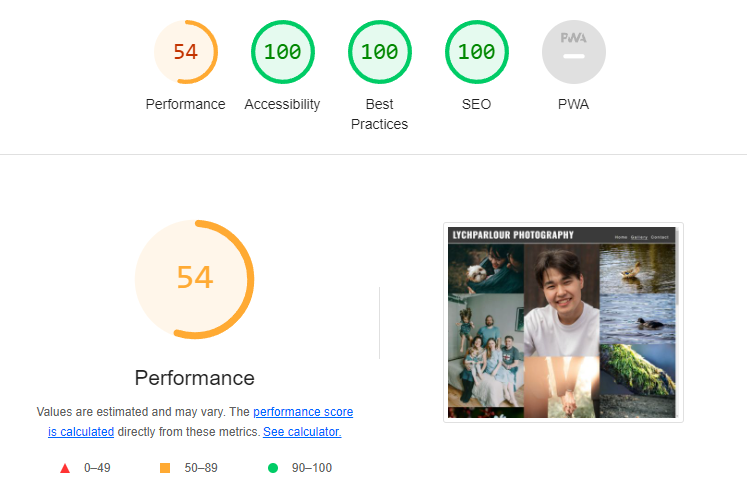 54
100
100
100
PWA
Performance
Accessibility
Best
Practices
SEO
PWA
54
Performance
Values are estimated and may vary. The performance score
is calculated directly from these metrics. See calculator.
0–49
50–89
90–100
LYCHPARLOUR PHOTOGRAPHY
Home Gallery Contact